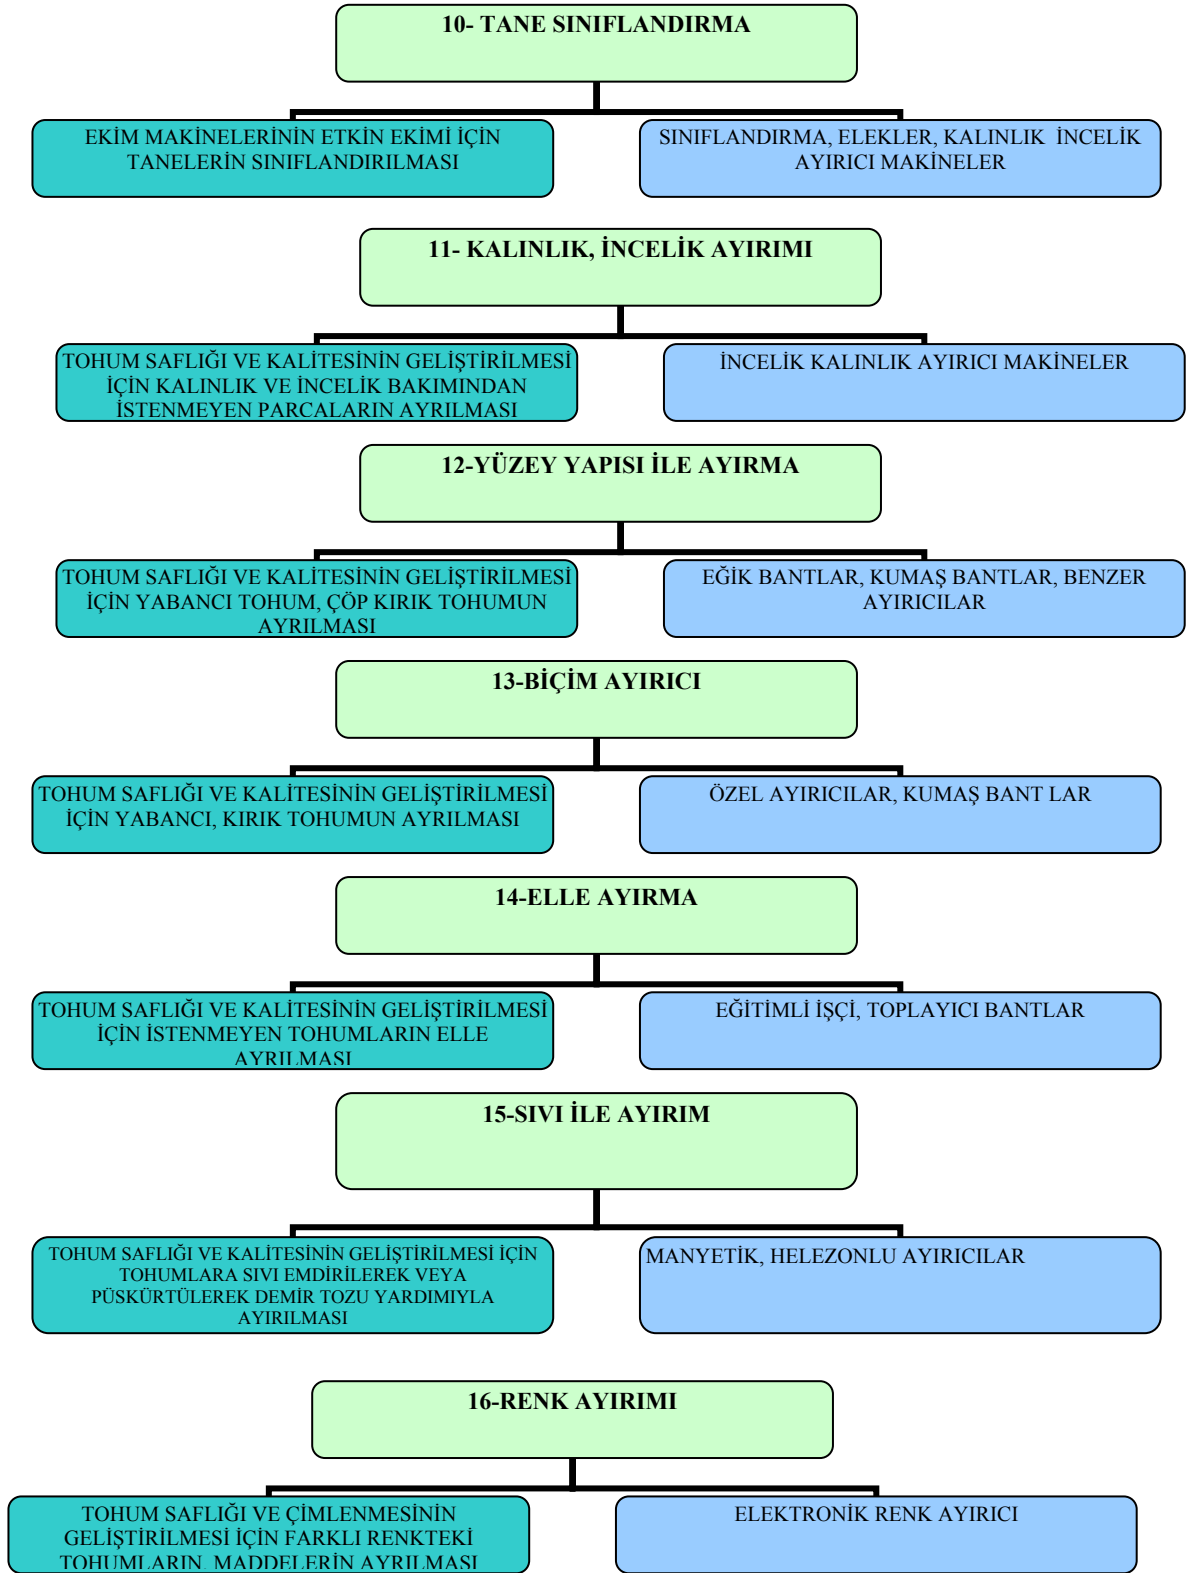 10- TANE SINIFLANDIRMA
EKİM MAKİNELERİNİN ETKİN EKİMİ İÇİN
TANELERİN SINIFLANDIRILMASI
SINIFLANDIRMA, ELEKLER, KALINLIK İNCELİK
AYIRICI MAKİNELER
11- KALINLIK, İNCELİK AYIRIMI
TOHUM SAFLIĞI VE KALİTESİNİN GELİŞTİRİLMESİ
İÇİN KALINLIK VE İNCELİK BAKIMINDAN
İSTENMEYEN PARCALARIN AYRILMASI
İNCELİK KALINLIK AYIRICI MAKİNELER
12-YÜZEY YAPISI İLE AYIRMA
TOHUM SAFLIĞI VE KALİTESİNİN GELİŞTİRİLMESİ
İÇİN YABANCI TOHUM, ÇÖP KIRIK TOHUMUN
AYRILMASI
EĞİK BANTLAR, KUMAŞ BANTLAR, BENZER
AYIRICILAR
13-BİÇİM AYIRICI
TOHUM SAFLIĞI VE KALİTESİNİN GELİŞTİRİLMESİ
İÇİN YABANCI, KIRIK TOHUMUN AYRILMASI
ÖZEL AYIRICILAR, KUMAŞ BANT LAR
14-ELLE AYIRMA
TOHUM SAFLIĞI VE KALİTESİNİN GELİŞTİRİLMESİ
İÇİN İSTENMEYEN TOHUMLARIN ELLE
AYRILMASI
EĞİTİMLİ İŞÇİ, TOPLAYICI BANTLAR
15-SIVI İLE AYIRIM
TOHUM SAFLIĞI VE KALİTESİNİN GELİŞTİRİLMESİ İÇİN
TOHUMLARA SIVI EMDİRİLEREK VEYA
PÜSKÜRTÜLEREK DEMİR TOZU YARDIMIYLA
AYIRILMASI
MANYETİK, HELEZONLU AYIRICILAR
16-RENK AYIRIMI
TOHUM SAFLIĞI VE ÇİMLENMESİNİN
GELİŞTİRİLMESİ İÇİN FARKLI RENKTEKİ
TOHUMLARIN, MADDELERİN AYRILMASI
ELEKTRONİK RENK AYIRICI